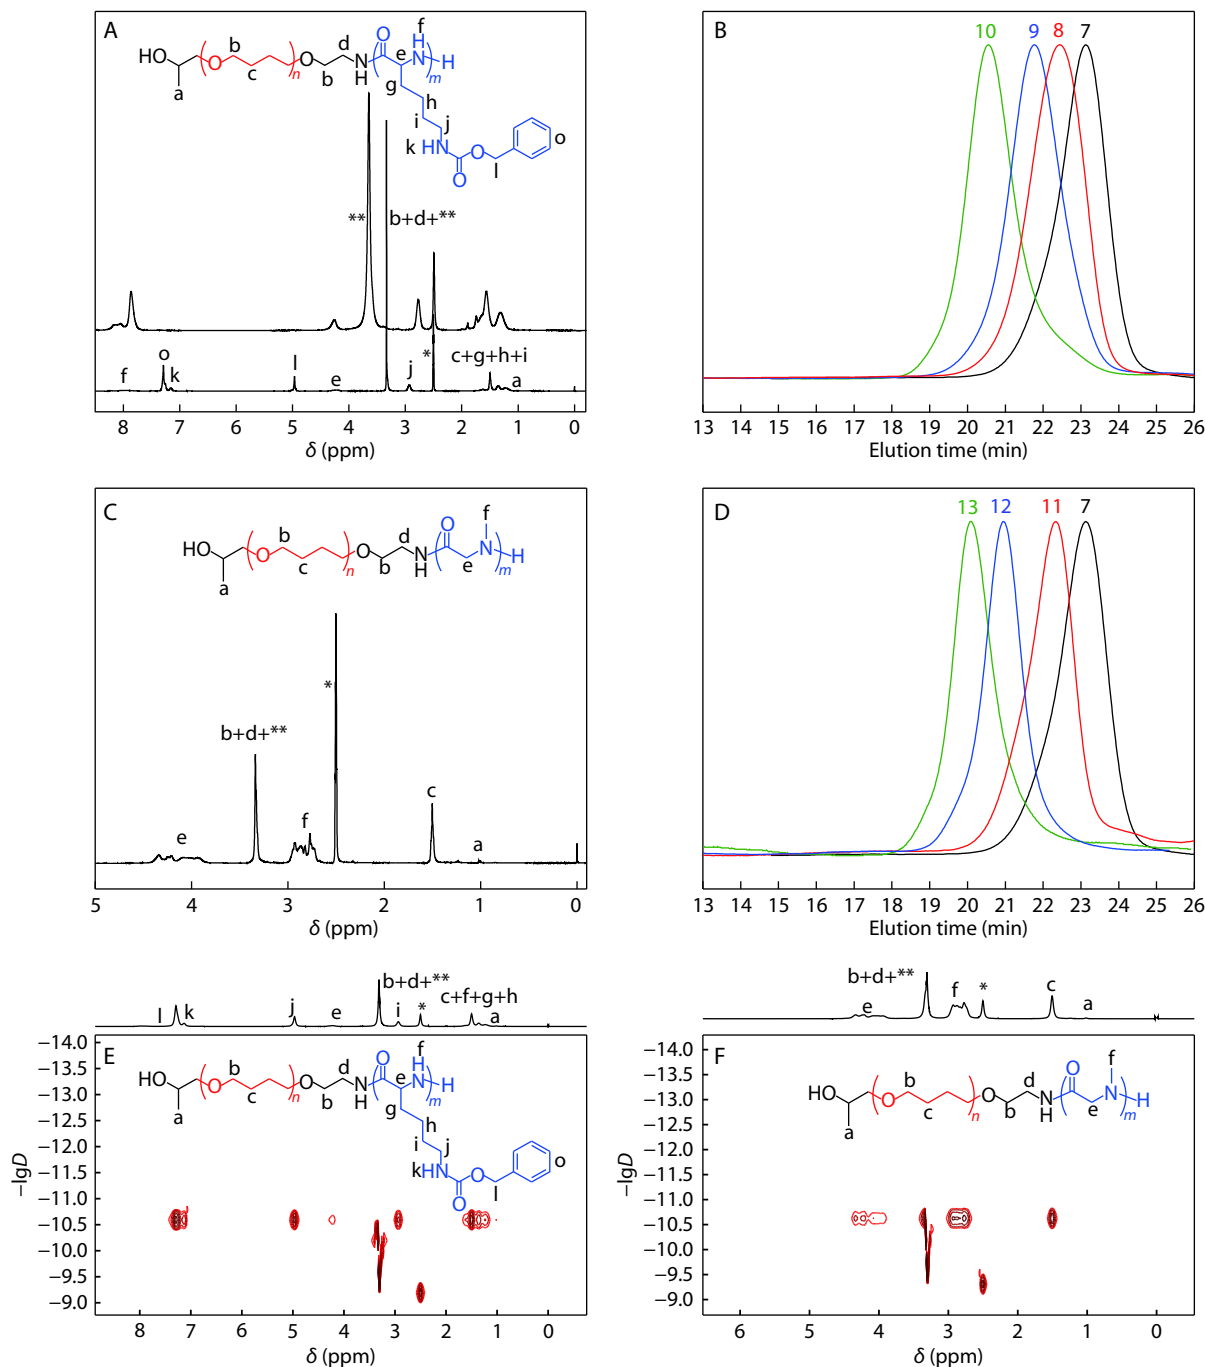 A
f
H
N
H
m
O
e
b
d
HO
O
O
N
H
n
c
b
a
g
h
i
j
k
HN
O
O
l
o
**
b+d+**
*
c+g+h+i
o
l
f
k
e
j
a
8 7 6 5 4 3 2 1 0
δ (ppm)
B
10 9 8 7
13 14 15 16 17 18 19 20 21 22 23 24 25 26
Elution time (min)
C
f
O
b
d
HO
O
O
N
H
N
H
n
m
c
b
e
a
*
b+d+**
c
f
e
a
5 4 3 2 1 0
δ (ppm)
D
13 12 11 7
13 14 15 16 17 18 19 20 21 22 23 24 25 26
Elution time (min)
b+d+**
c+f+g+h
l k j e i * a
E
−14.0
−13.5
−13.0
−12.5
−12.0
−11.5
−11.0
−10.5
−10.0
−9.5
−9.0
−lgD
f
H
N
H
m
O
e
b
d
HO
O
O
N
H
n
c
b
a
g
h
i
j
k
HN
O
O
l
o
8 7 6 5 4 3 2 1 0
δ (ppm)
b+d+**
e f * c a
F
−14.0
−13.5
−13.0
−12.5
−12.0
−11.5
−11.0
−10.5
−10.0
−9.5
−9.0
−lgD
f
O
b
d
HO
O
O
N
H
N
H
n
m
c
b
e
a
6 5 4 3 2 1 0
δ (ppm)